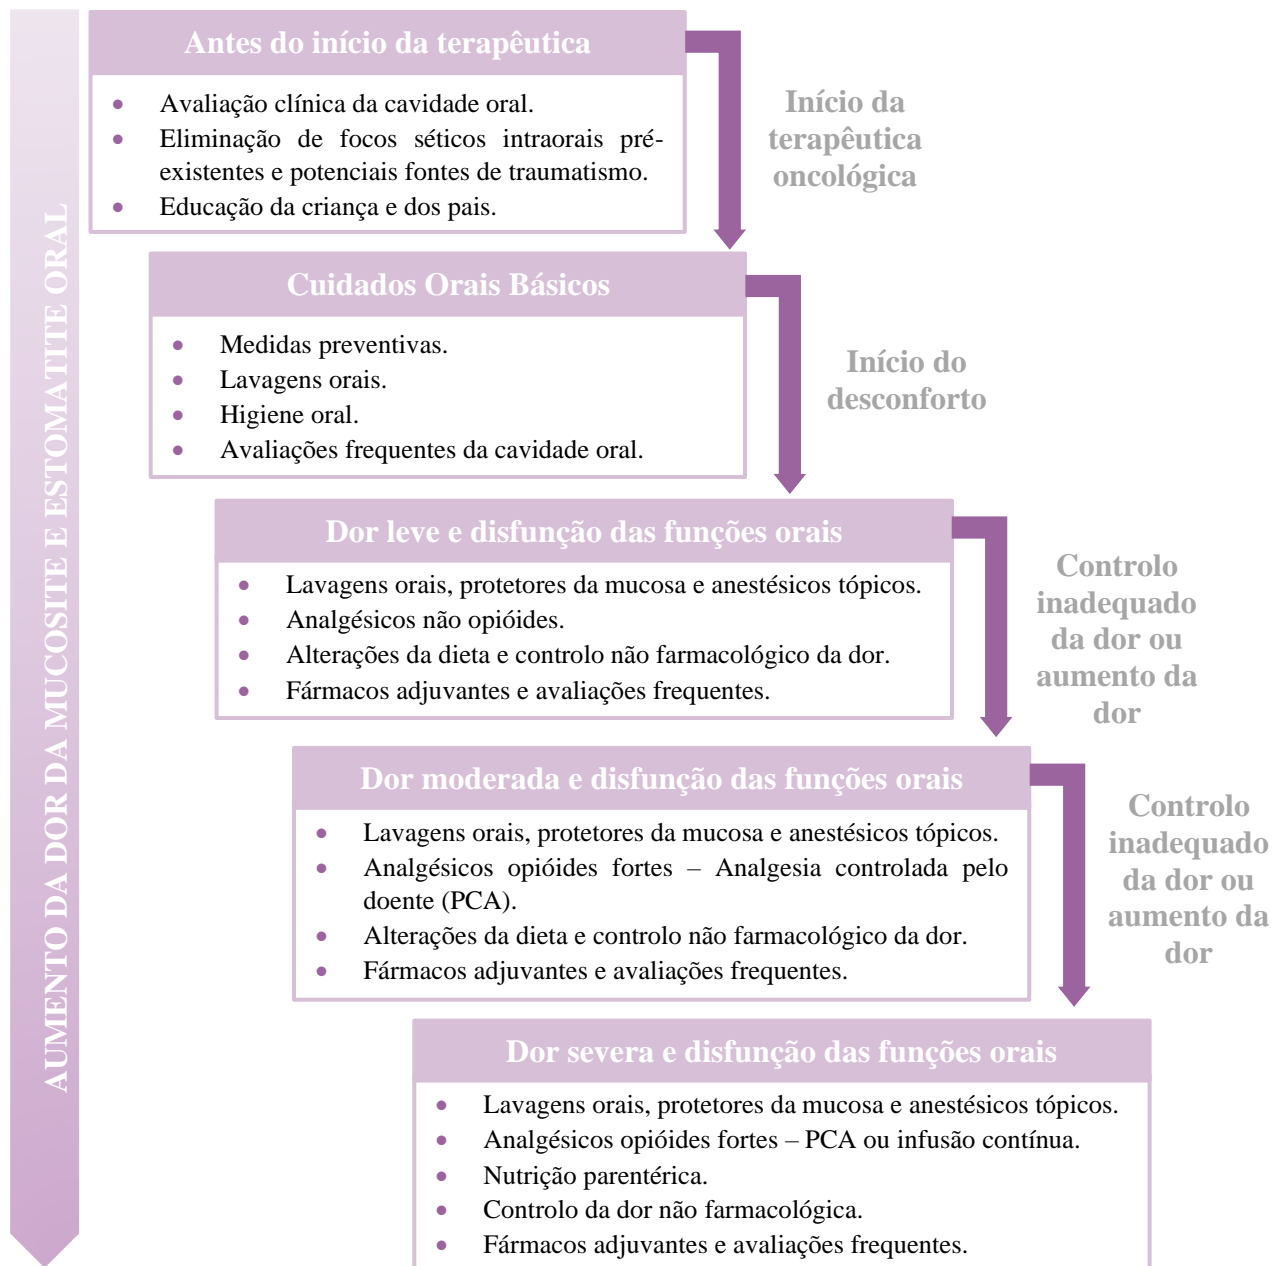 Antes do início da terapêutica
• Avaliação clínica da cavidade oral.
• Eliminação de focos séticos intraorais pré-
existentes e potenciais fontes de traumatismo.
• Educação da criança e dos pais.
Início da
terapêutica
oncológica
Cuidados Orais Básicos
• Medidas preventivas.
• Lavagens orais.
• Higiene oral.
• Avaliações frequentes da cavidade oral.
Início do
desconforto
Dor leve e disfunção das funções orais
• Lavagens orais, protetores da mucosa e anestésicos tópicos.
• Analgésicos não opióides.
• Alterações da dieta e controlo não farmacológico da dor.
• Fármacos adjuvantes e avaliações frequentes.
Controlo
inadequado
da dor ou
aumento da
dor
Dor moderada e disfunção das funções orais
• Lavagens orais, protetores da mucosa e anestésicos tópicos.
• Analgésicos opióides fortes – Analgesia controlada pelo
doente (PCA).
• Alterações da dieta e controlo não farmacológico da dor.
• Fármacos adjuvantes e avaliações frequentes.
Controlo
inadequado
da dor ou
aumento da
dor
Dor severa e disfunção das funções orais
• Lavagens orais, protetores da mucosa e anestésicos tópicos.
• Analgésicos opióides fortes – PCA ou infusão contínua.
• Nutrição parentérica.
• Controlo da dor não farmacológica.
• Fármacos adjuvantes e avaliações frequentes.
AUMENTO DA DOR DA MUCOSITE E ESTOMATITE ORAL